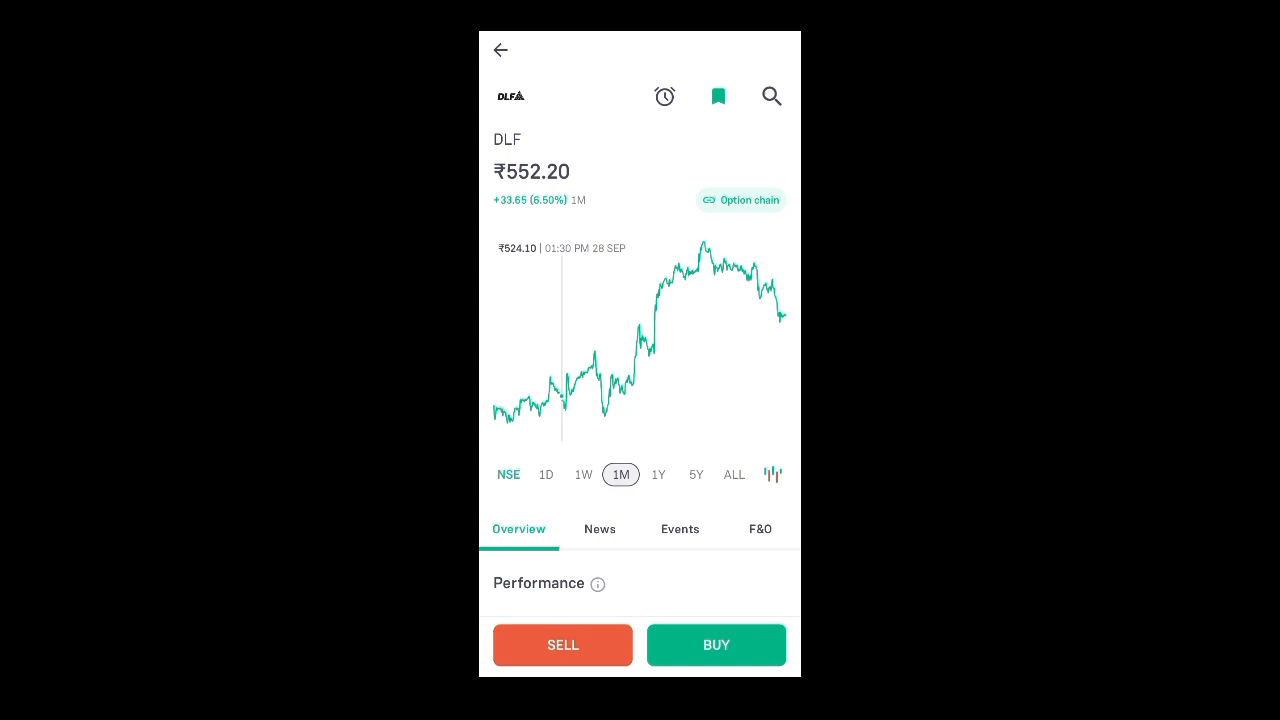 DLF
DLF
₹552.20
+33.65 (6.50%) 1M
Option chain
₹524.10 | 01:30 PM 28 SEP
NSE 1D 1W 1M 1Y 5Y ALL
Overview News Events F&O
Performance
SELL BUY